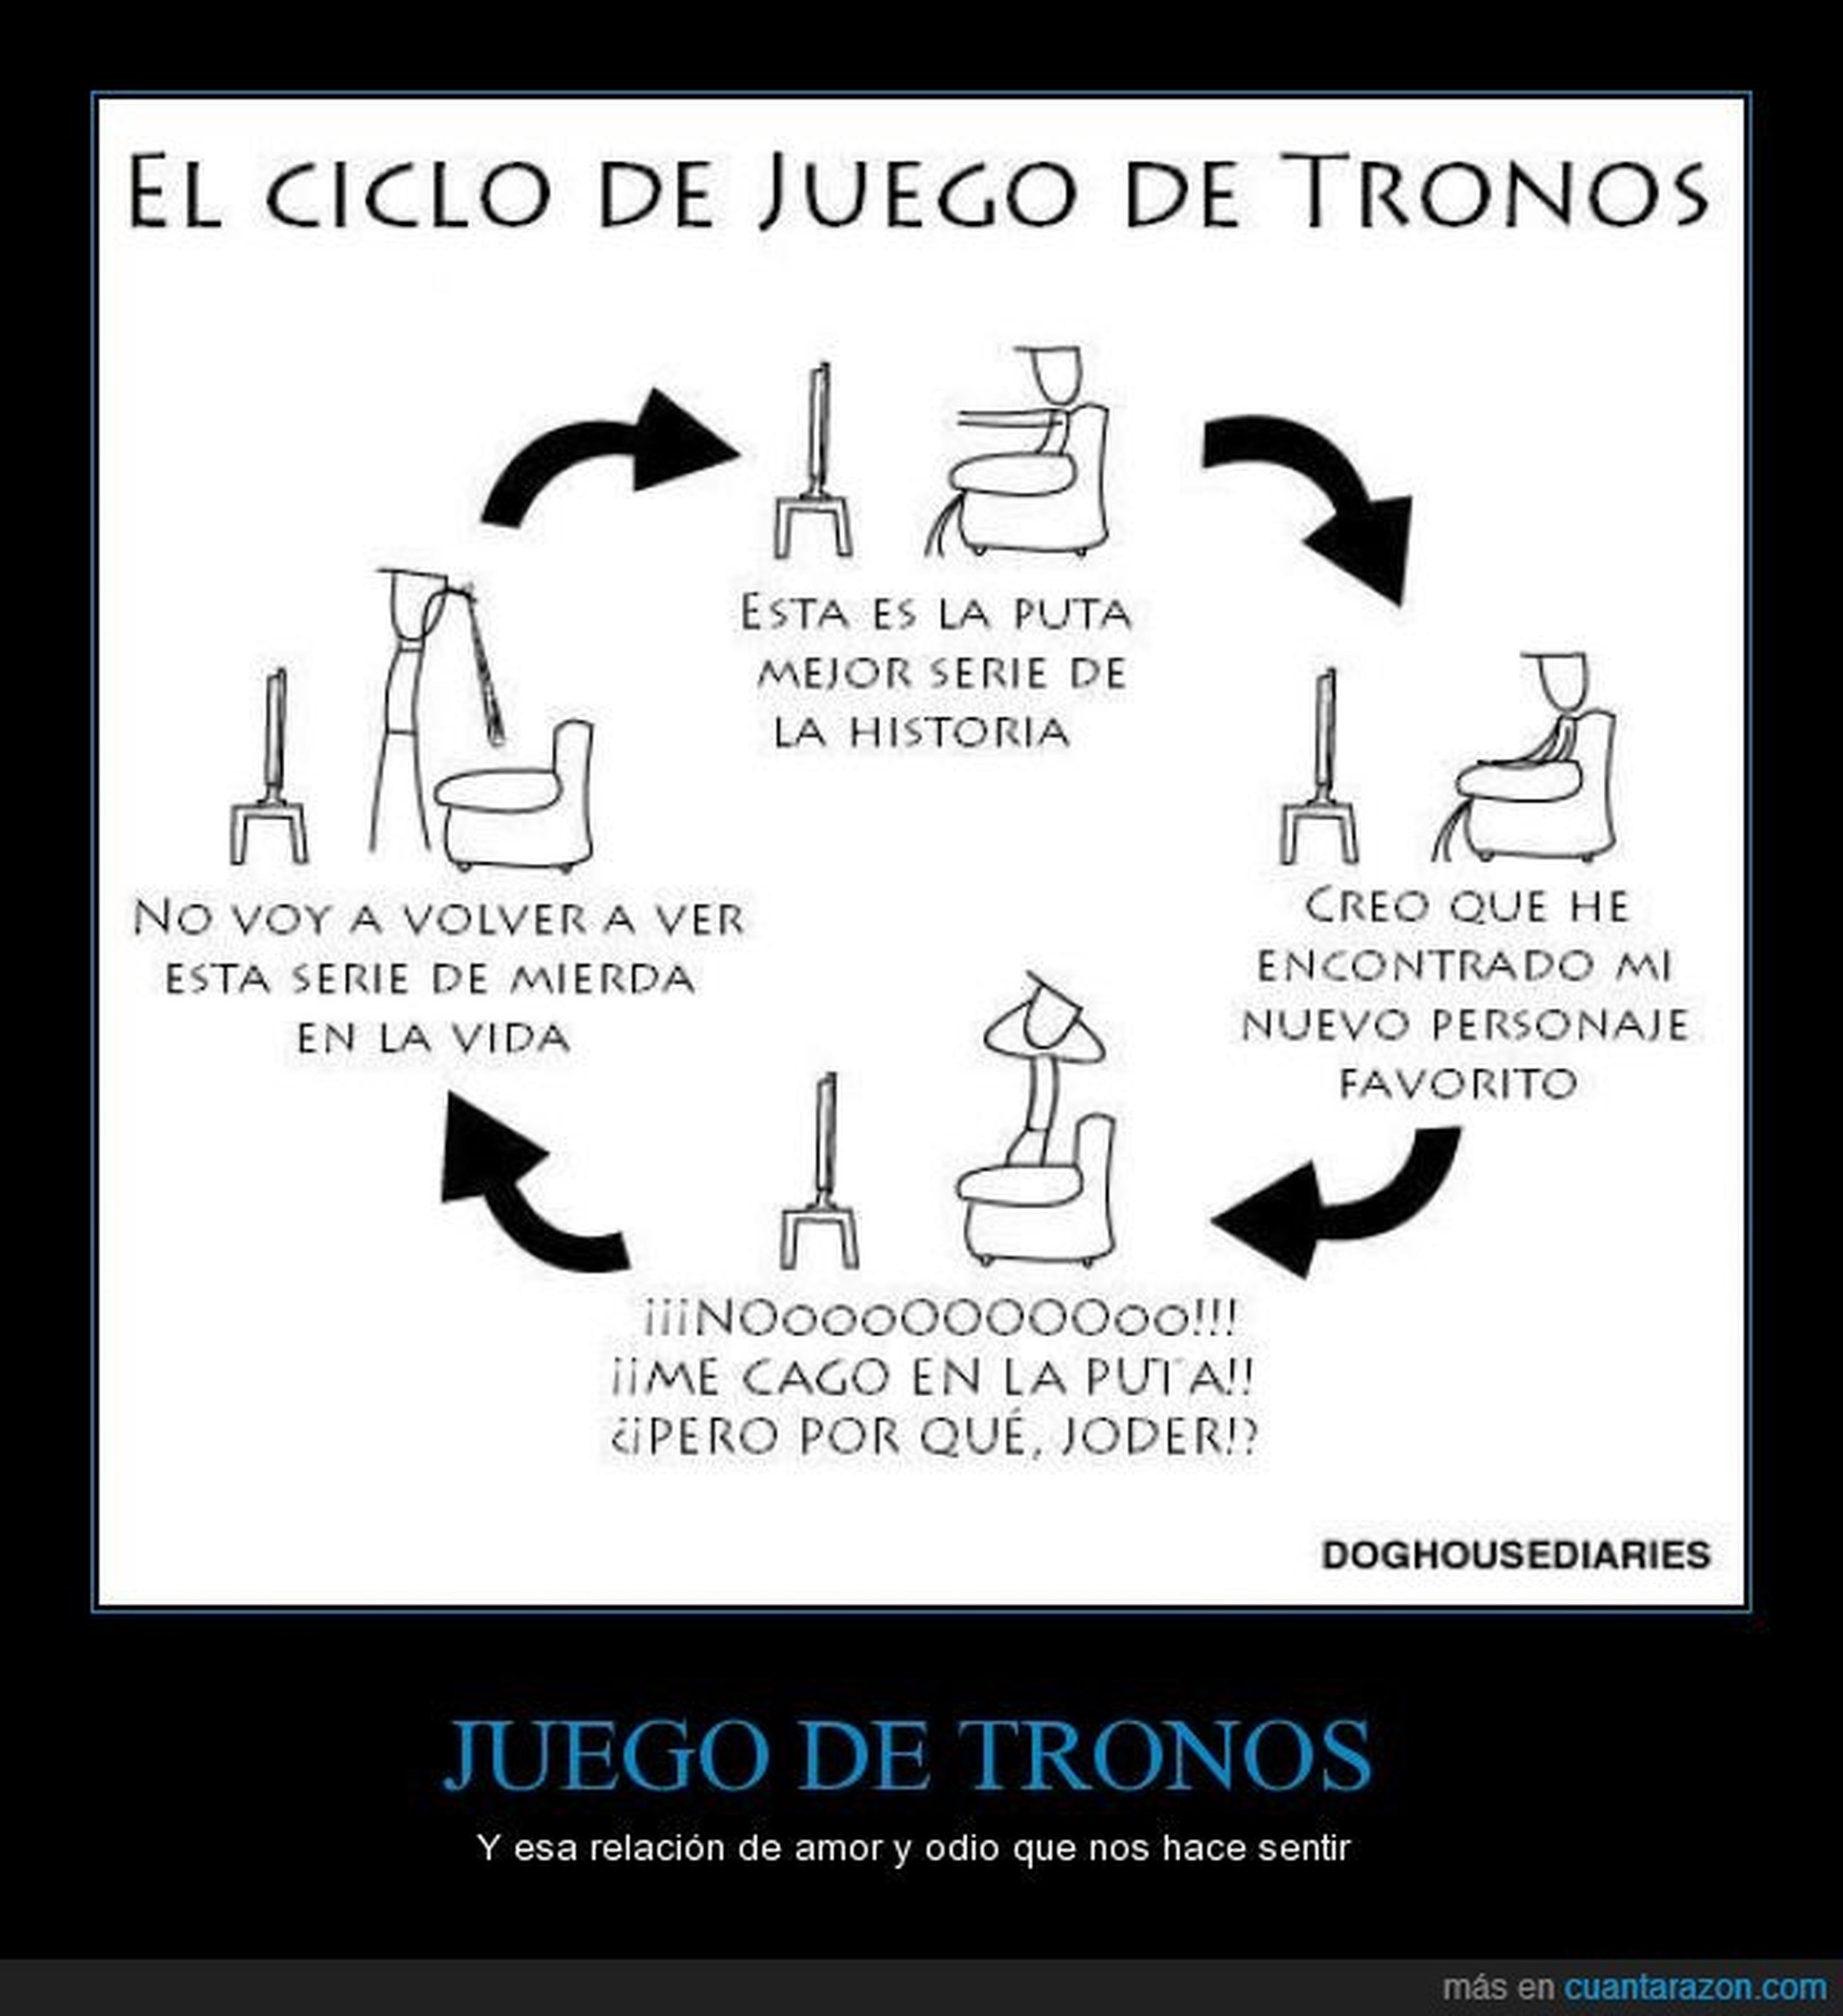 EL CICLO DE JUEGO DE TRONOS
ESTA ES LA PUTA
MEJOR SERIE DE
LA HISTORIA
CREO QUE HE
ENCONTRADO MI
NUEVO PERSONAJE
FAVORITO
¡¡¡NOoooOOOOOoo!!!
¡¡ME CAGO EN LA PUTA!!
¿¡PERO POR QUÉ, JODER!?
NO VOY A VOLVER A VER
ESTA SERIE DE MIERDA
EN LA VIDA
DOGHOUSEDIARIES
JUEGO DE TRONOS
Y esa relación de amor y odio que nos hace sentir
más en cuantarazon.com